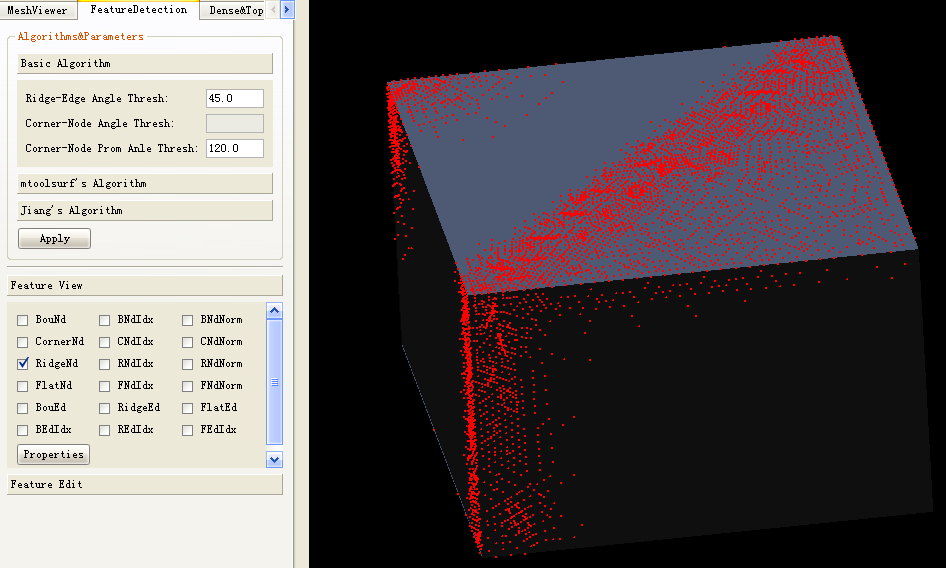 MeshViewer FeatureDetection Dense&Top
Algorithms&Parameters
Basic Algorithm
Ridge-Edge Angle Thresh: 45.0
Corner-Node Angle Thresh:
Corner-Node Prom Anle Thresh: 120.0
mtoolsurf's Algorithm
Jiang's Algorithm
Apply
Feature View
BouNd BNdIdx BNdNorm
CornerNd CNdIdx CNdNorm
RidgeNd RNdIdx RNdNorm
FlatNd FNdIdx FNdNorm
BouEd RidgeEd FlatEd
BEdIdx REdIdx FEdIdx
Properties
Feature Edit